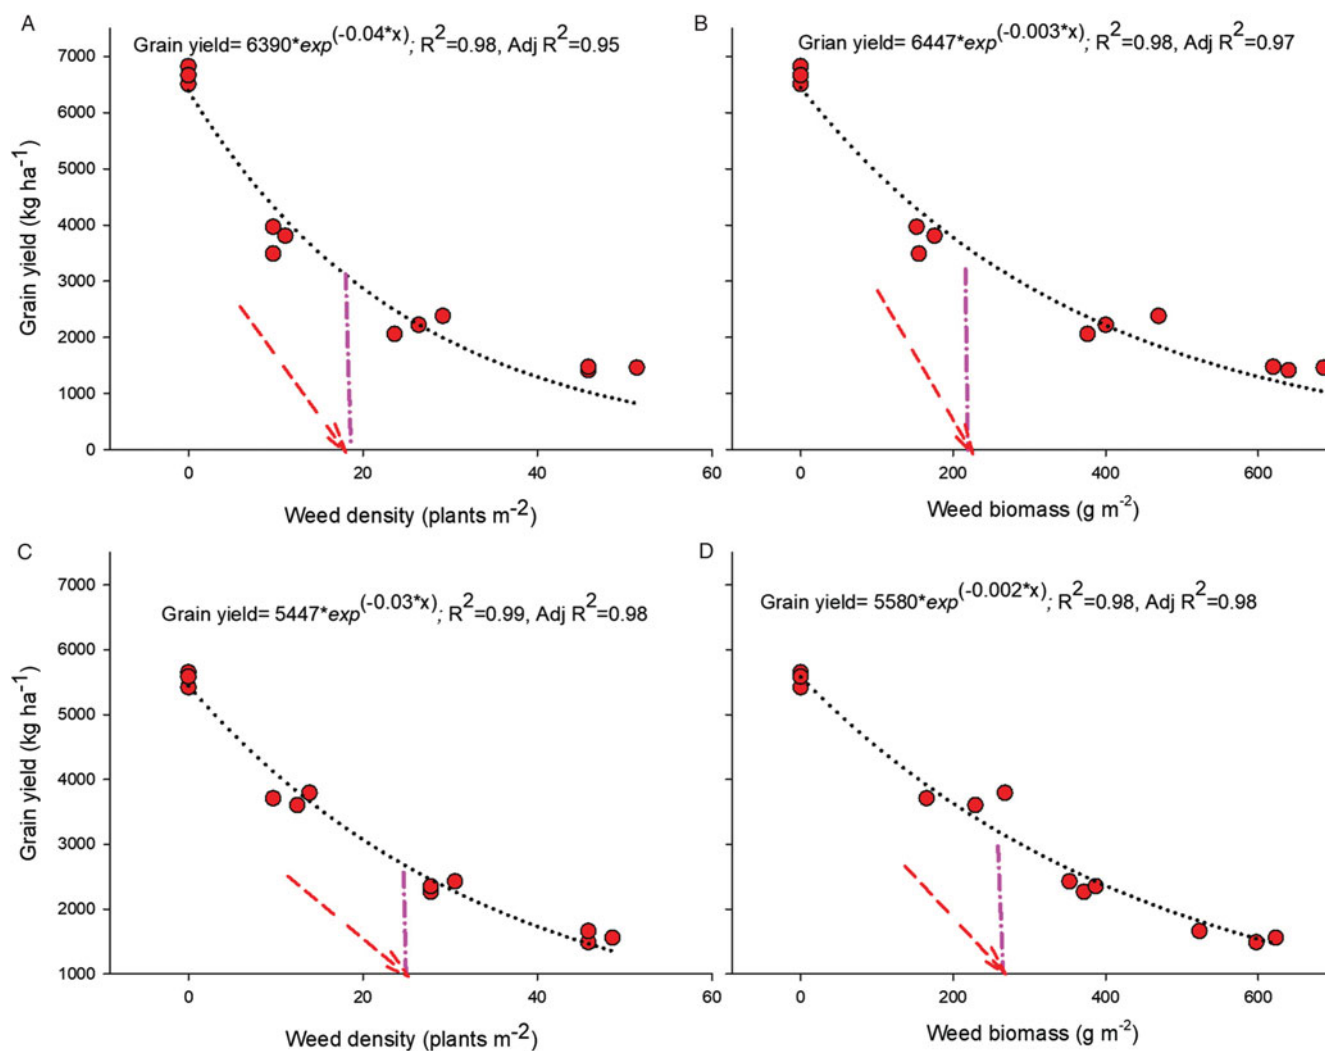 A
Grain yield= 6390*exp(-0.04*x); R2=0.98, Adj R2=0.95
7000
6000
5000
4000
3000
2000
1000
0
Grain yield (kg ha-1)
0 20 40 60
Weed density (plants m-2)
B
Grian yield= 6447*exp(-0.003*x); R2=0.98, Adj R2=0.97
0 200 400 600
Weed biomass (g m-2)
C
Grain yield= 5447*exp(-0.03*x); R2=0.99, Adj R2=0.98
7000
6000
5000
4000
3000
2000
1000
Grain yield (kg ha-1)
0 20 40 60
Weed density (plants m-2)
D
Grain yield= 5580*exp(-0.002*x); R2=0.98, Adj R2=0.98
0 200 400 600
Weed biomass (g m-2)